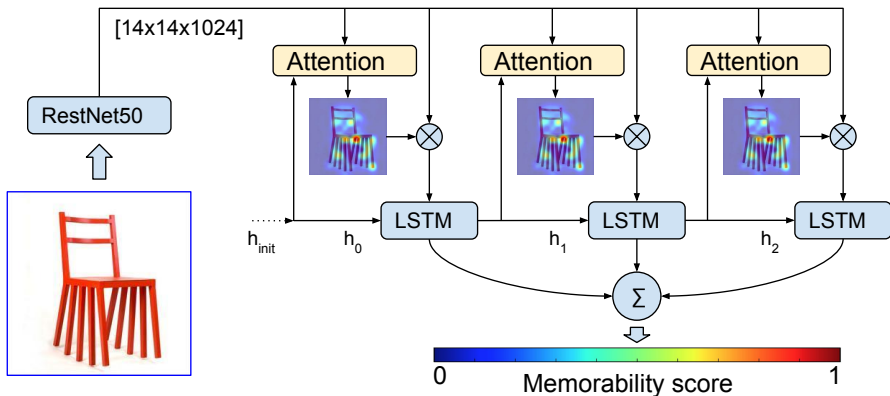 [14x14x1024]
Attention Attention Attention
RestNet50
LSTM LSTM LSTM
h_init h_0 h_1 h_2
Σ
0 1
Memorability score